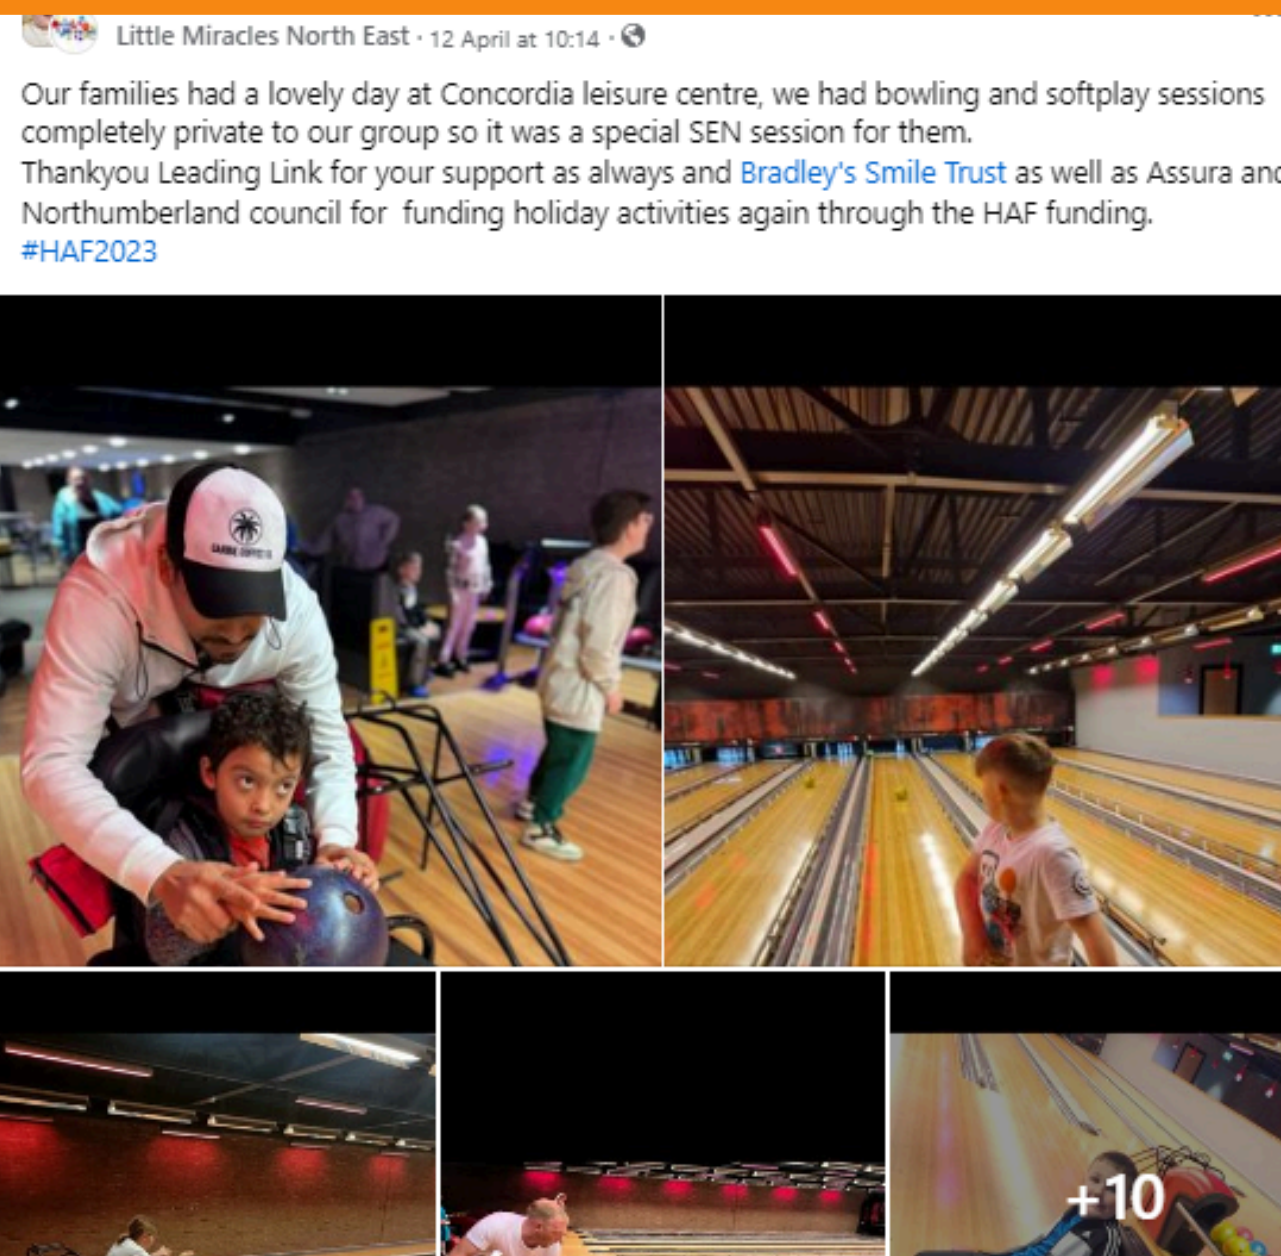 Little Miracles North East · 12 April at 10:14 ·
Our families had a lovely day at Concordia leisure centre, we had bowling and softplay sessions
completely private to our group so it was a special SEN session for them.
Thankyou Leading Link for your support as always and Bradley's Smile Trust as well as Assura and
Northumberland council for funding holiday activities again through the HAF funding.
#HAF2023
+10